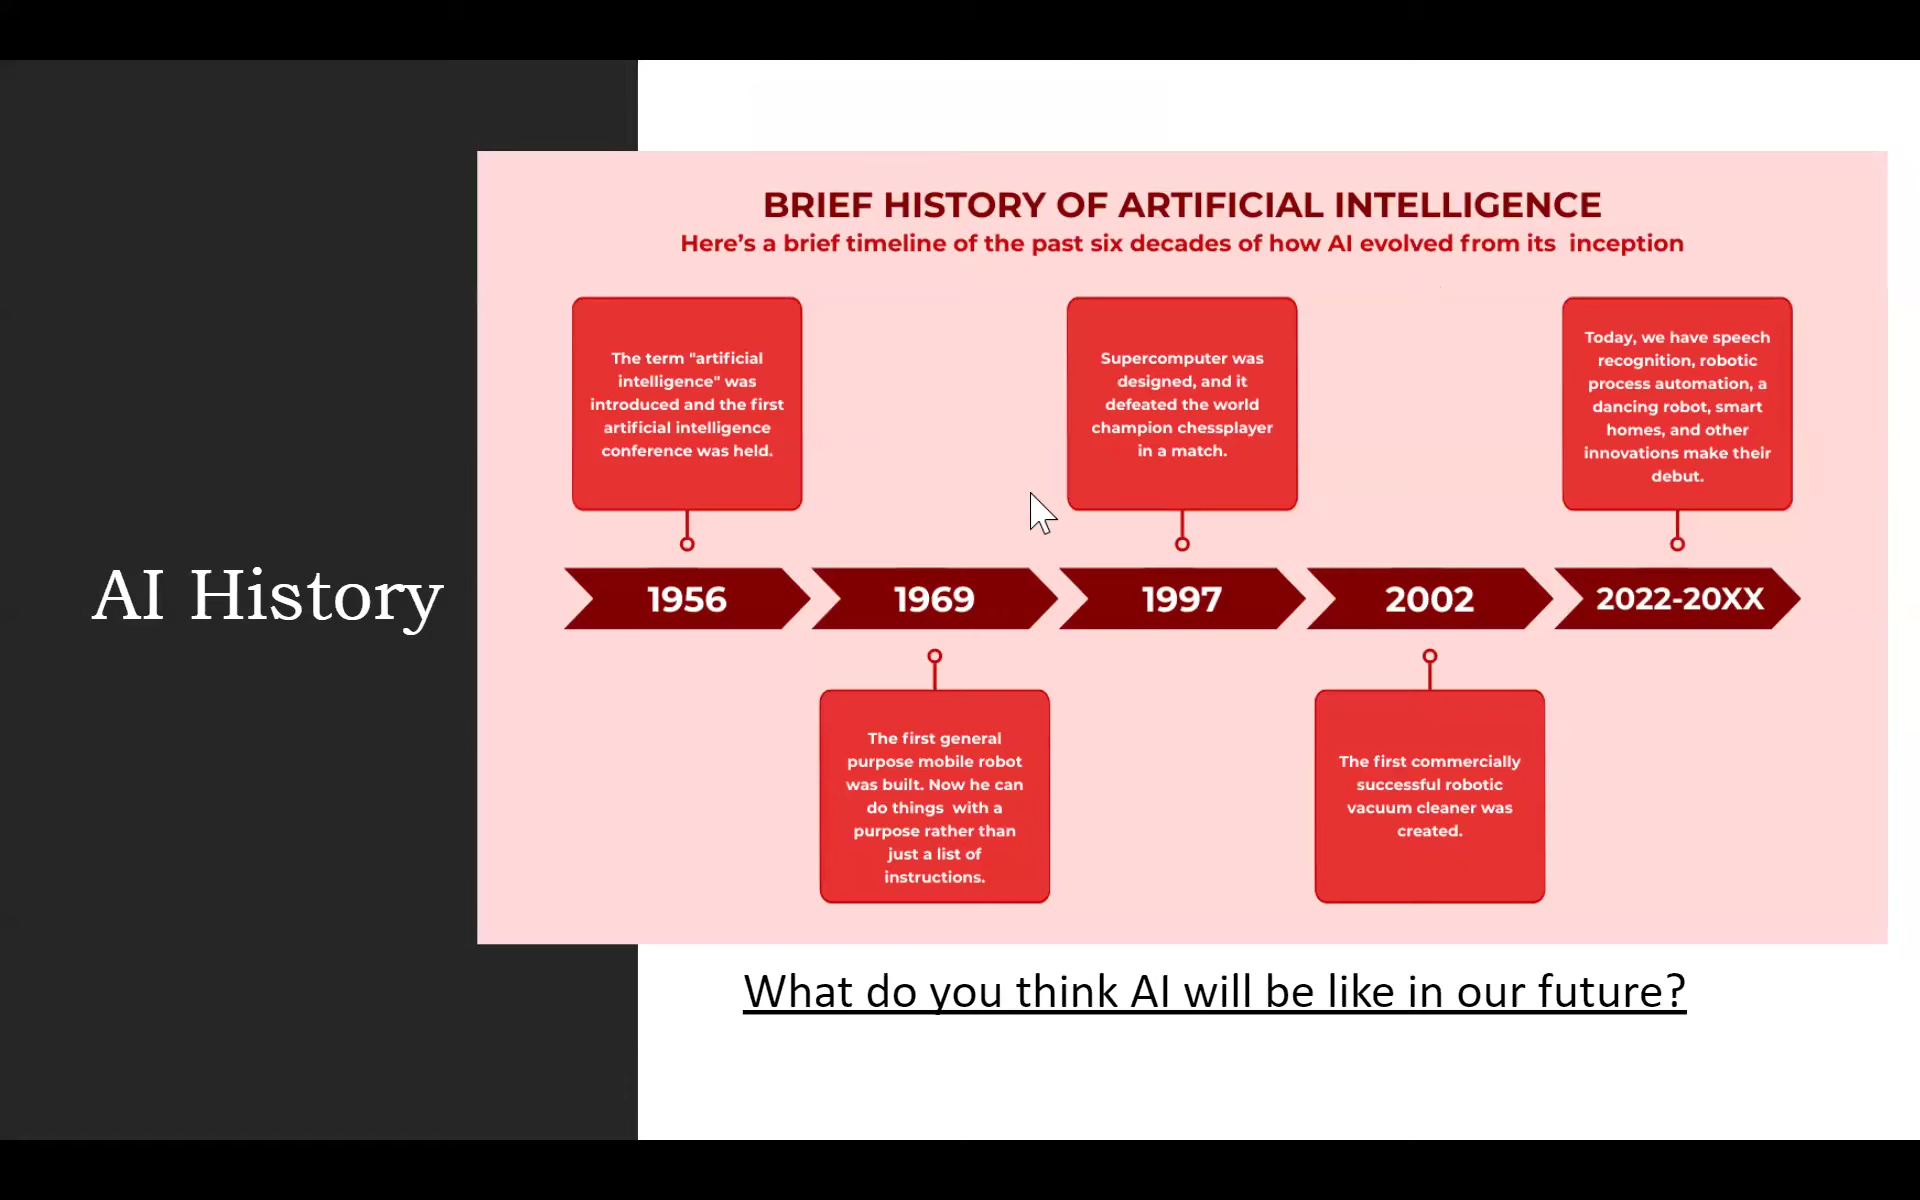 AI History
BRIEF HISTORY OF ARTIFICIAL INTELLIGENCE
Here's a brief timeline of the past six decades of how AI evolved from its  inception
The term "artificial
intelligence" was
introduced and the first
artificial intelligence
conference was held.
1956
1969
The first general
purpose mobile robot
was built. Now he can
do things  with a
purpose rather than
just a list of
instructions.
Supercomputer was
designed, and it
defeated the world
champion chessplayer
in a match.
1997
2002
The first commercially
successful robotic
vacuum cleaner was
created.
Today, we have speech
recognition, robotic
process automation, a
dancing robot, smart
homes, and other
innovations make their
debut.
2022-20XX
What do you think AI will be like in our future?